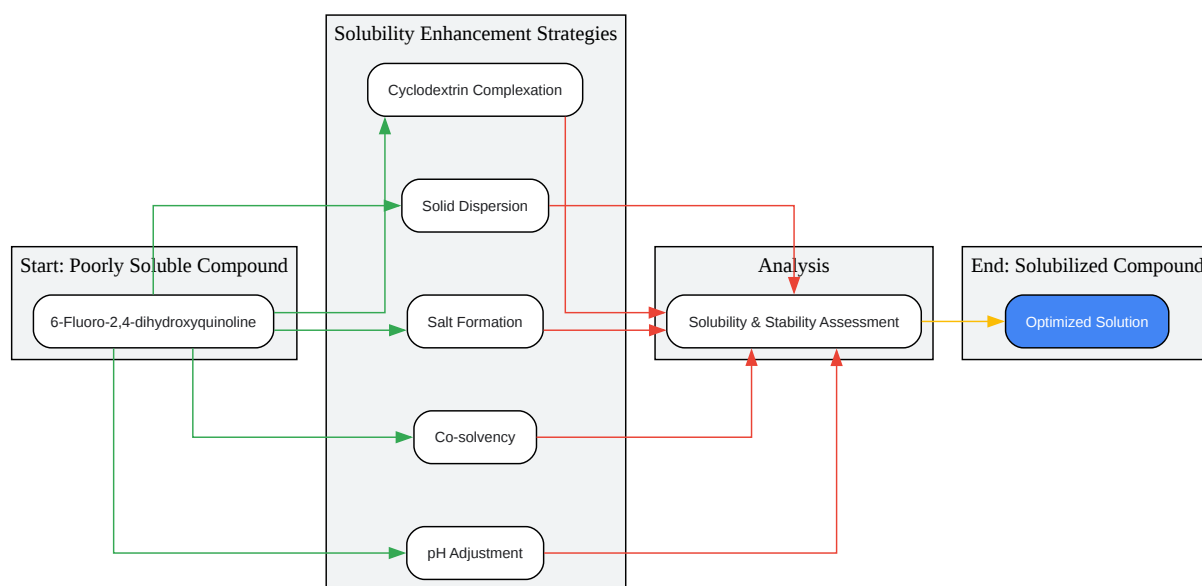 Solubility Enhancement Strategies
Cyclodextrin Complexation
Solid Dispersion
Start: Poorly Soluble Compound
6-Fluoro-2,4-dihydroxyquinoline
Salt Formation
Analysis
Solubility & Stability Assessment
End: Solubilized Compound
Optimized Solution
Co-solvency
pH Adjustment